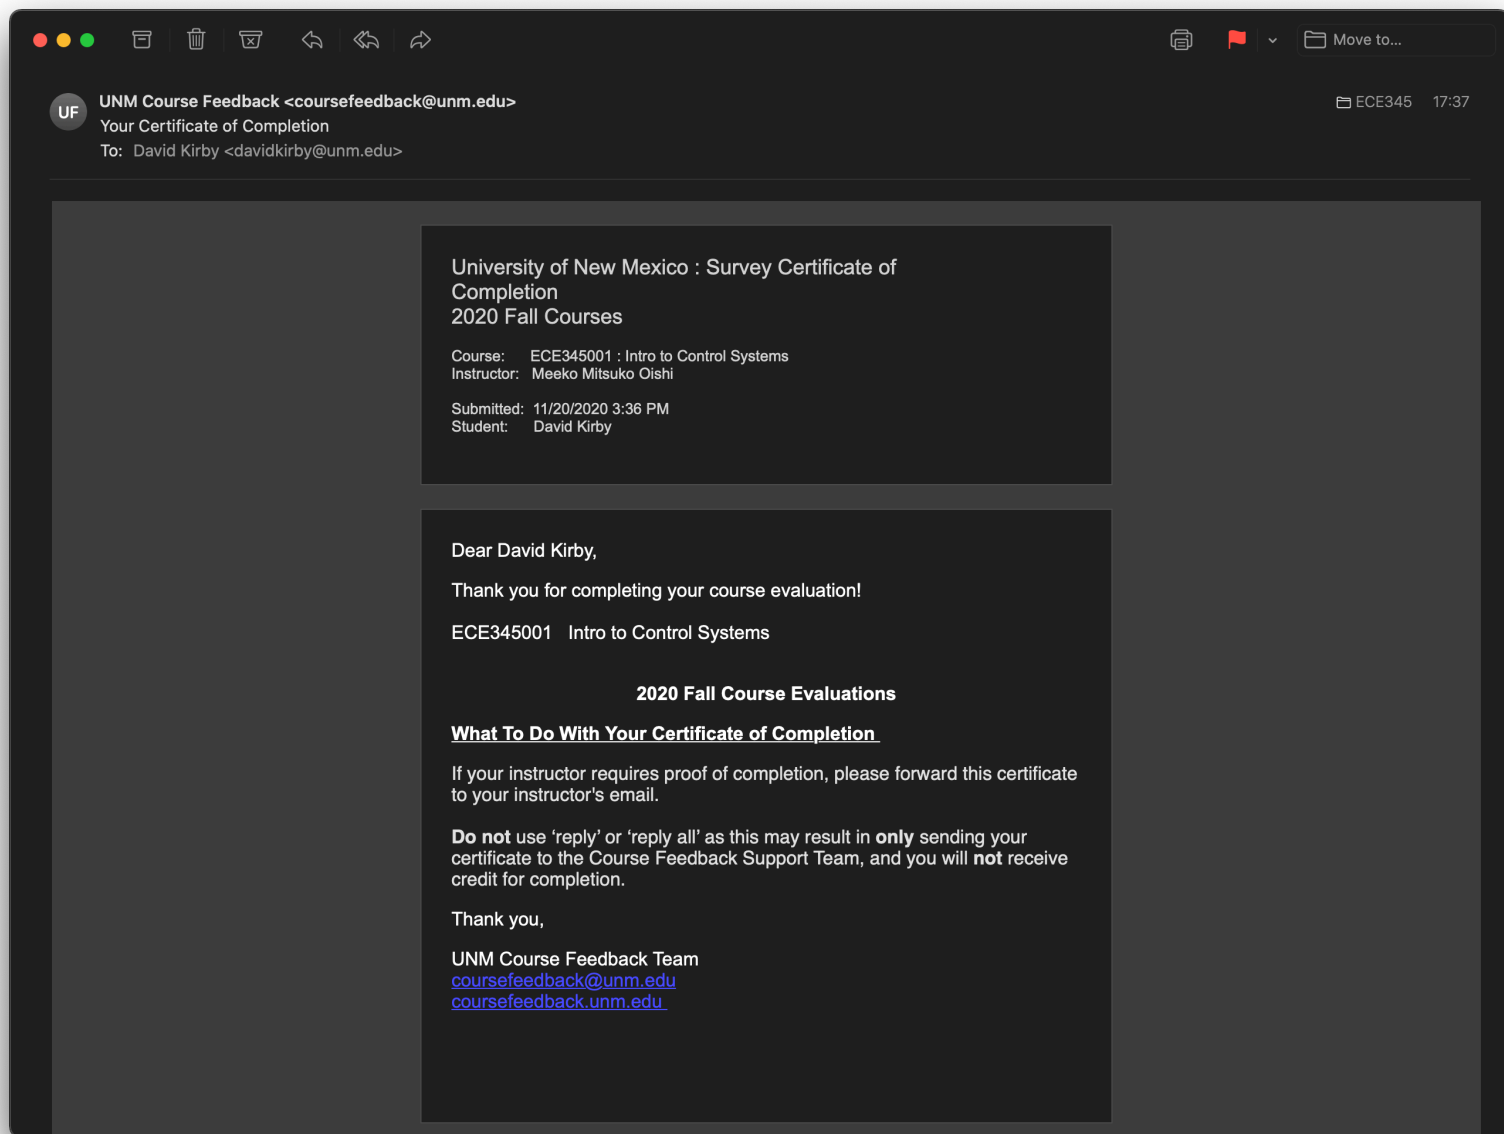 Move to...
UNM Course Feedback <coursefeedback@unm.edu>
ECE345 17:37
UF
Your Certificate of Completion
To: David Kirby <davidkirby@unm.edu>
University of New Mexico : Survey Certificate of
Completion
2020 Fall Courses
Course: ECE345001 : Intro to Control Systems
Instructor: Meeko Mitsuko Oishi
Submitted: 11/20/2020 3:36 PM
Student: David Kirby
Dear David Kirby,
Thank you for completing your course evaluation!
ECE345001 Intro to Control Systems
2020 Fall Course Evaluations
What To Do With Your Certificate of Completion
If your instructor requires proof of completion, please forward this certificate
to your instructor's email.
Do not use ‘reply’ or ‘reply all’ as this may result in only sending your
certificate to the Course Feedback Support Team, and you will not receive
credit for completion.
Thank you,
UNM Course Feedback Team
coursefeedback@unm.edu
coursefeedback.unm.edu